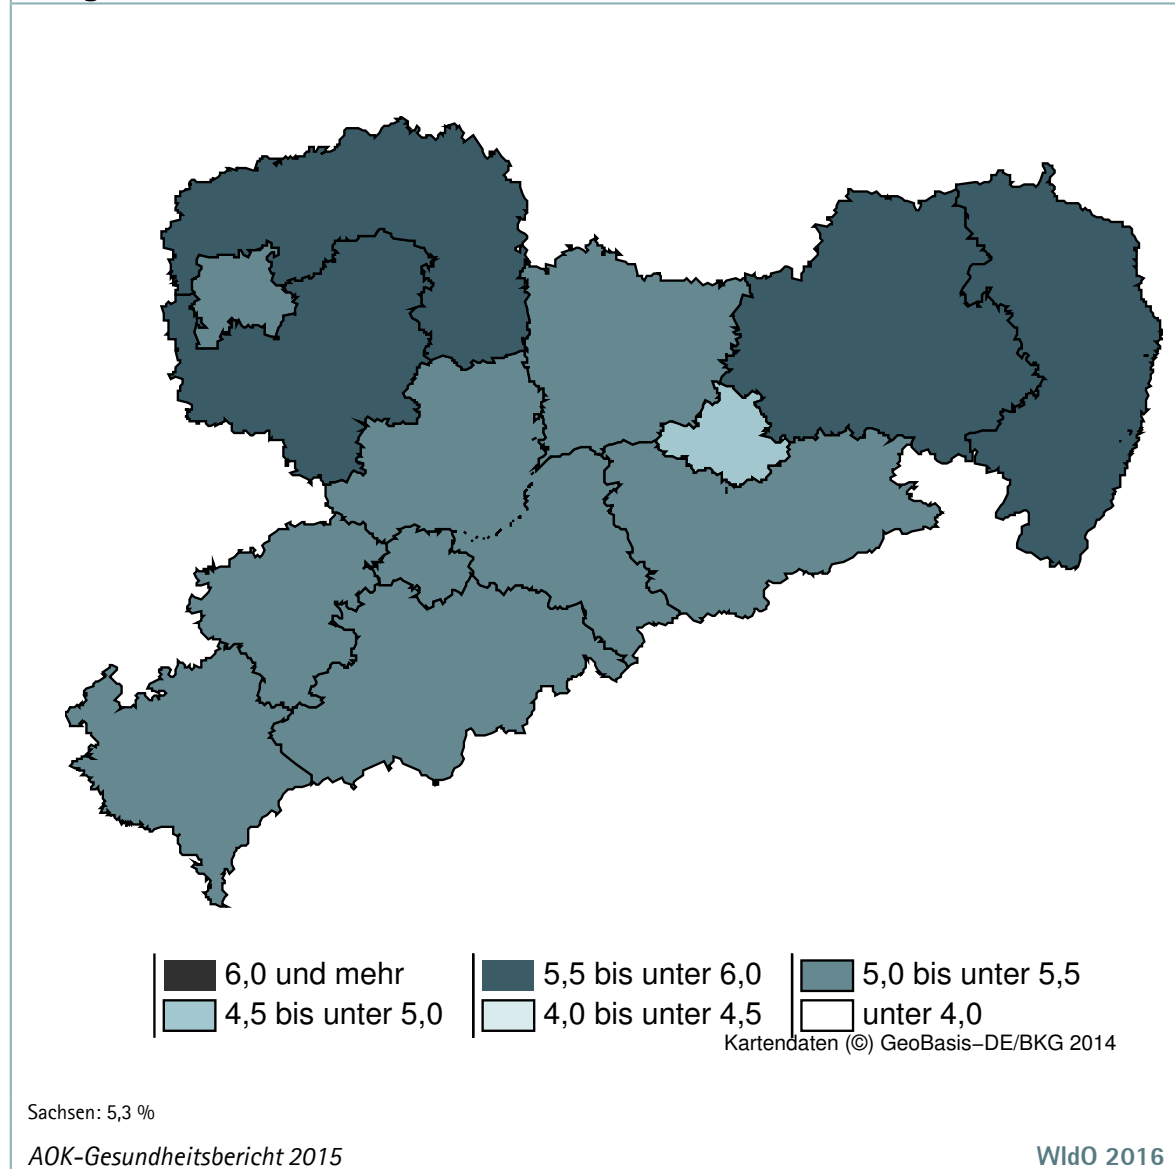 6,0 und mehr
5,5 bis unter 6,0
5,0 bis unter 5,5
4,5 bis unter 5,0
4,0 bis unter 4,5
unter 4,0
Kartendaten (©) GeoBasis−DE/BKG 2014
Sachsen: 5,3 %
AOK-Gesundheitsbericht 2015
WIdO 2016